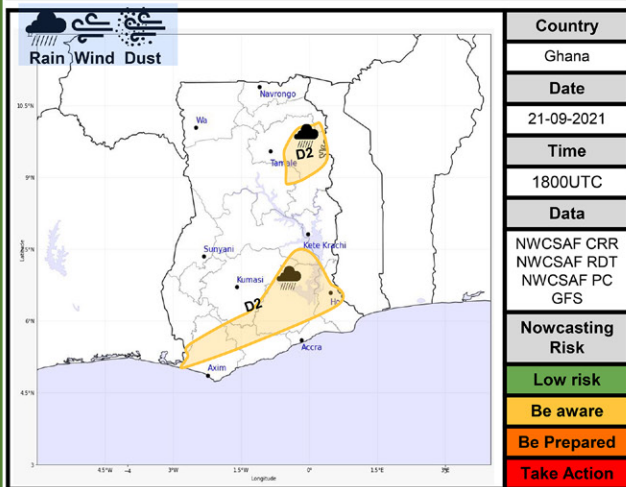 Rain Wind Dust
Navrongo
10.5°N
Wa
D2
Tamale
9°N
Kete Krachi
Sunyani
Kumasi
D2
6°N
Accra
Axim
4.5°N
3
4.5°W
-4
3°W
1.5°W
0°
1.5°E
Longitude
Latitude
Country
Ghana
Date
21-09-2021
Time
1800UTC
Data
NWCSAF CRR
NWCSAF RDT
NWCSAF PC
GFS
Nowcasting
Risk
Low risk
Be aware
Be Prepared
Take Action